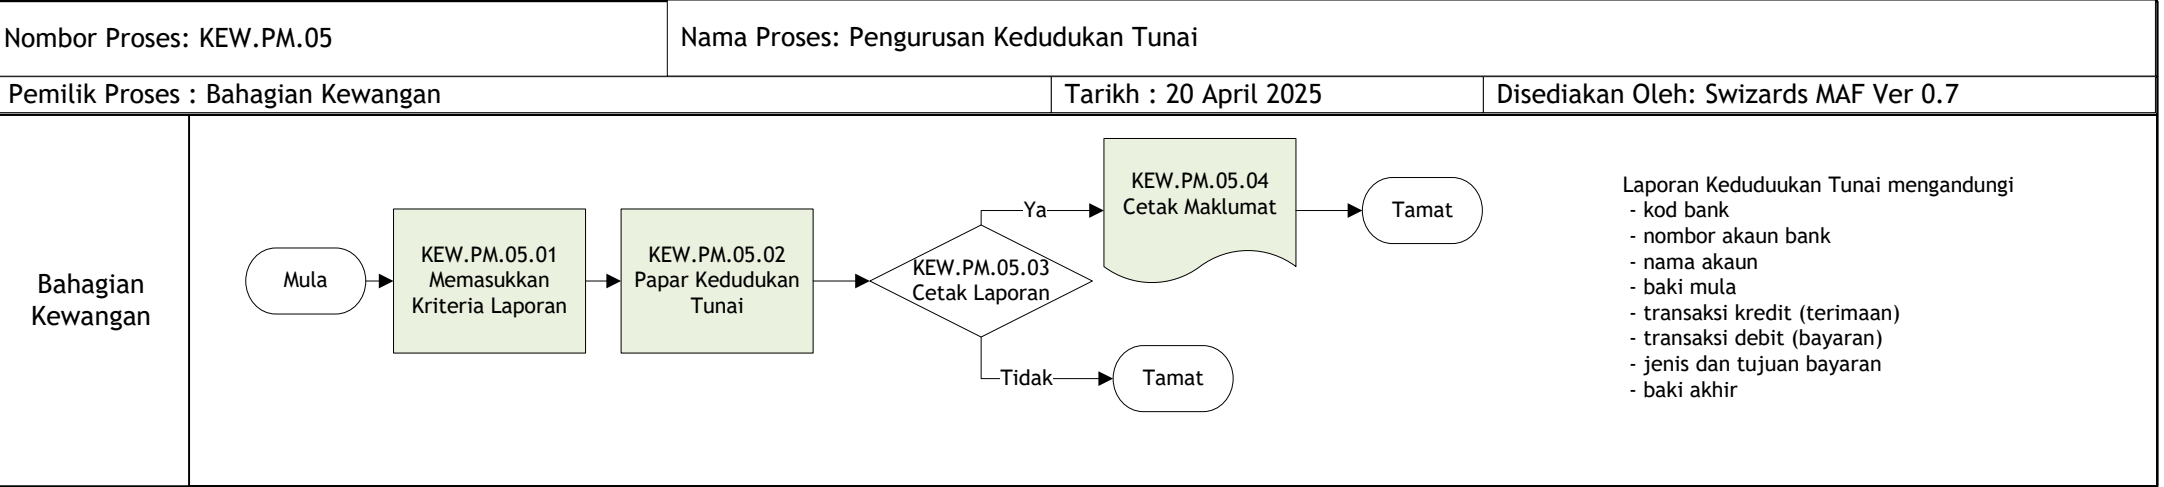 Nombor Proses: KEW.PM.05
Nama Proses: Pengurusan Kedudukan Tunai
Pemilik Proses : Bahagian Kewangan
Tarikh : 20 April 2025
Disediakan Oleh: Swizards MAF Ver 0.7
Bahagian
Kewangan
Mula
KEW.PM.05.01
Memasukkan
Kriteria Laporan
KEW.PM.05.02
Papar Kedudukan
Tunai
KEW.PM.05.03
Cetak Laporan
Ya
KEW.PM.05.04
Cetak Maklumat
Tamat
Tidak
Tamat
Laporan Keduduukan Tunai mengandungi
- kod bank
- nombor akaun bank
- nama akaun
- baki mula
- transaksi kredit (terimaan)
- transaksi debit (bayaran)
- jenis dan tujuan bayaran
- baki akhir